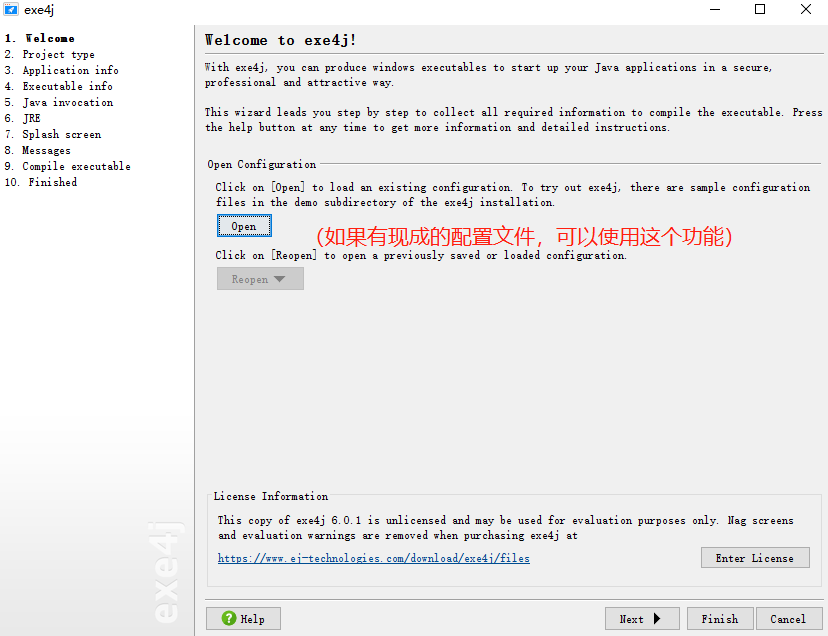 exe4j
1. Welcome
2. Project type
3. Application info
4. Executable info
5. Java invocation
6. JRE
7. Splash screen
8. Messages
9. Compile executable
10. Finished
exe4j
Welcome to exe4j!
With exe4j, you can produce windows executables to start up your Java applications in a secure,
professional and attractive way.
This wizard leads you step by step to collect all required information to compile the executable. Press
the help button at any time to get more information and detailed instructions.
Open Configuration
Click on [Open] to load an existing configuration. To try out exe4j, there are sample configuration
files in the demo subdirectory of the exe4j installation.
Open
(如果有现成的配置文件，可以使用这个功能)
Click on [Reopen] to open a previously saved or loaded configuration.
Reopen
License Information
This copy of exe4j 6.0.1 is unlicensed and may be used for evaluation purposes only. Nag screens
and evaluation warnings are removed when purchasing exe4j at
https://www.ej-technologies.com/download/exe4j/files
Enter License
Help
Next
Finish
Cancel